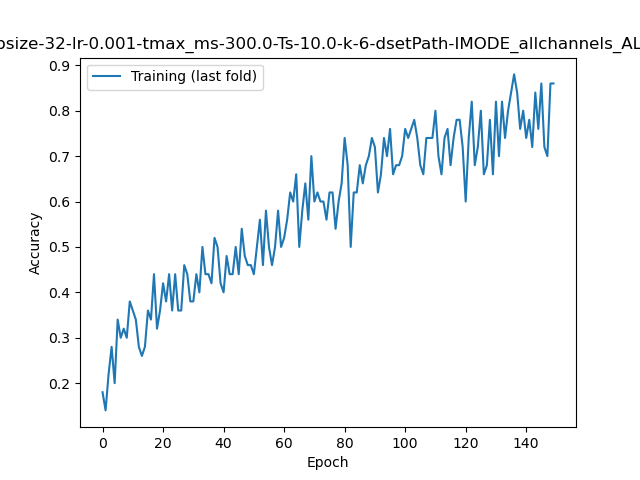 osize-32-lr-0.001-tmax_ms-300.0-Ts-10.0-k-6-dsetPath-IMODE_allchannels_AL
Training (last fold)
0.9
0.8
0.7
0.6
0.5
0.4
0.3
0.2
Accuracy
0 20 40 60 80 100 120 140
Epoch